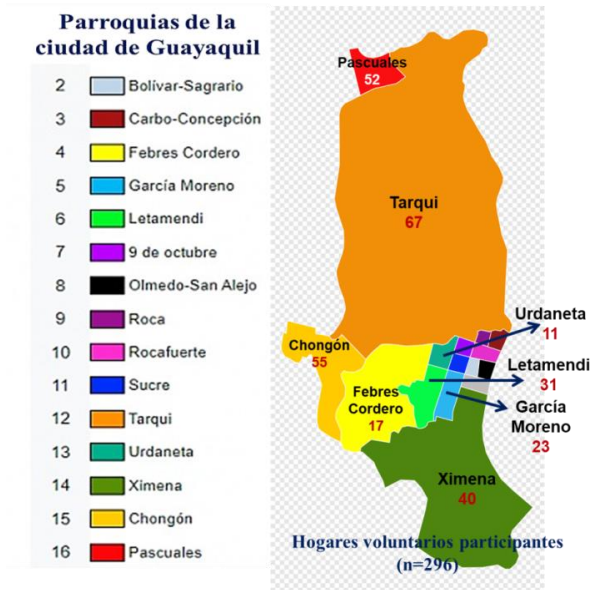 Parroquias de la
ciudad de Guayaquil
2 Bolívar-Sagrario
3 Carbo-Concepción
4 Febres Cordero
5 García Moreno
6 Letamendi
7 9 de octubre
8 Olmedo-San Alejo
9 Roca
10 Rocafuerte
11 Sucre
12 Tarqui
13 Urdaneta
14 Ximena
15 Chongón
16 Pascuales
Pascuales
52
Tarqui
67
Urdaneta
11
Chongón
55
Letamendi
31
Febres
Cordero
17
García
Moreno
23
Ximena
40
Hogares voluntarios participantes
(n=296)